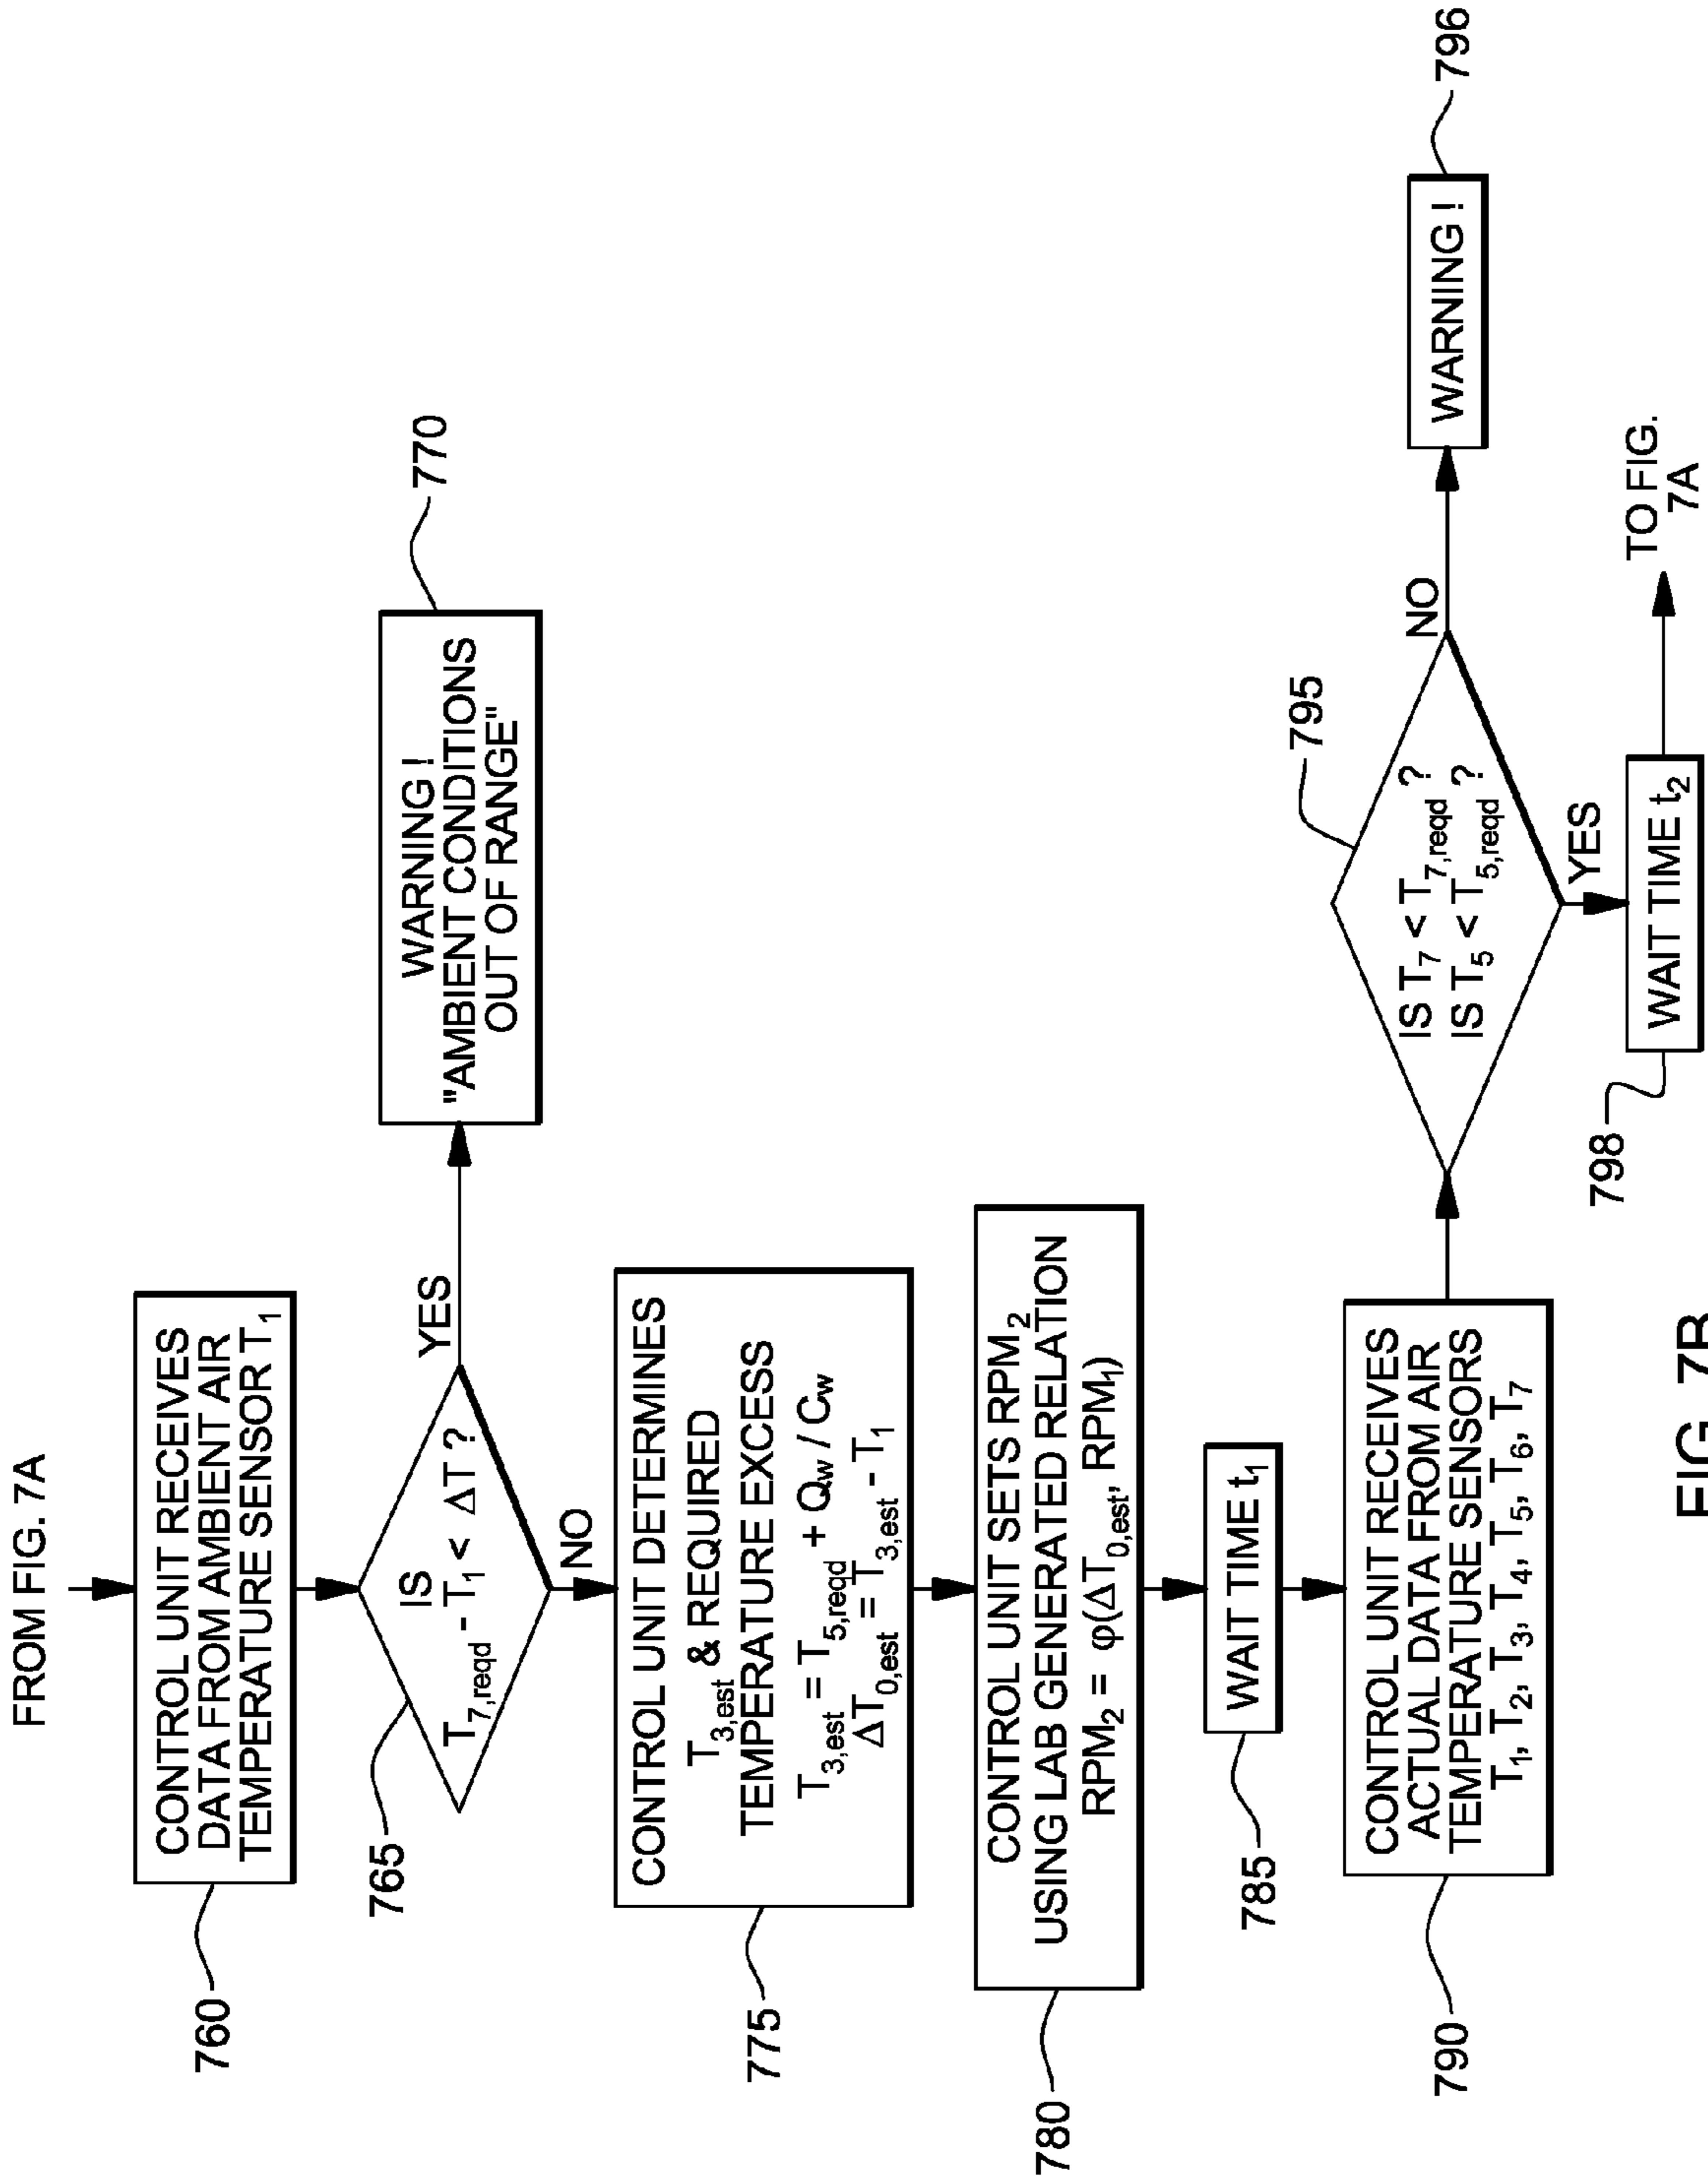 FROM FIG. 7A
CONTROL UNIT RECEIVES
DATA FROM AMBIENT AIR
TEMPERATURE SENSOR T₁
760
IS
T₇,reqd - T₁ < ΔT ?
765
YES
WARNING !
"AMBIENT CONDITIONS
OUT OF RANGE"
770
NO
CONTROL UNIT DETERMINES
T₃,est & REQUIRED
TEMPERATURE EXCESS
T₃,est = T₅,reqd + Qw / Cw
ΔT₀,est = T₃,est - T₁
775
CONTROL UNIT SETS RPM₂
USING LAB GENERATED RELATION
RPM₂ = φ(ΔT₀,est, RPM₁)
780
WAIT TIME t₁
785
CONTROL UNIT RECEIVES
ACTUAL DATA FROM AIR
TEMPERATURE SENSORS
T₁, T₂, T₃, T₄, T₅, T₆, T₇
790
IS T₇ < T₇,reqd ?
IS T₅ < T₅,reqd ?
795
NO
WARNING !
796
YES
WAIT TIME t₂
798
TO FIG.
7A
FIG. 7B